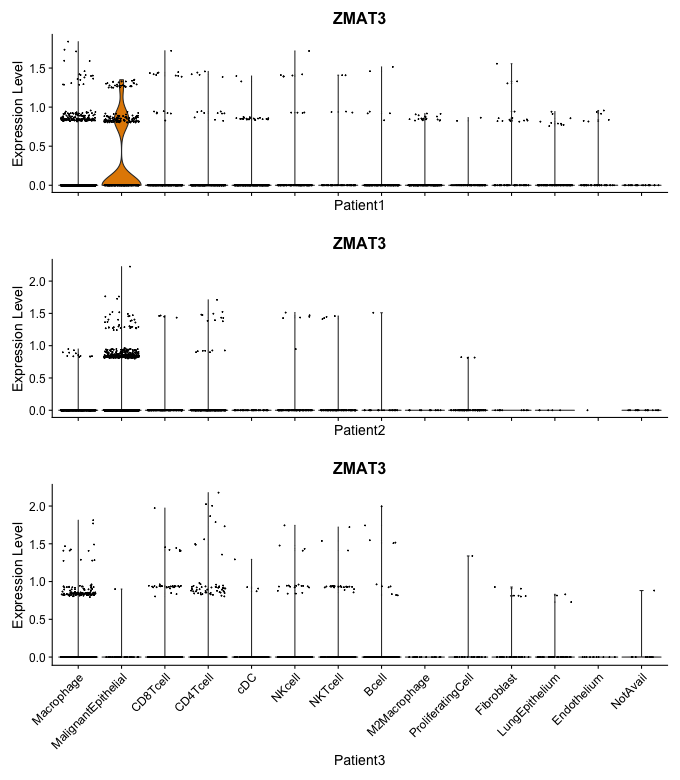 ZMAT3
Expression Level
1.5
1.0
0.5
0.0
Patient1
ZMAT3
Expression Level
2.0
1.5
1.0
0.5
0.0
Patient2
ZMAT3
Expression Level
2.0
1.5
1.0
0.5
0.0
Macrophage
MalignantEpithelial
CD8Tcell
CD4Tcell
cDC
NKcell
NKTcell
Bcell
M2Macrophage
ProliferatingCell
Fibroblast
LungEpithelium
Endothelium
NotAvail
Patient3